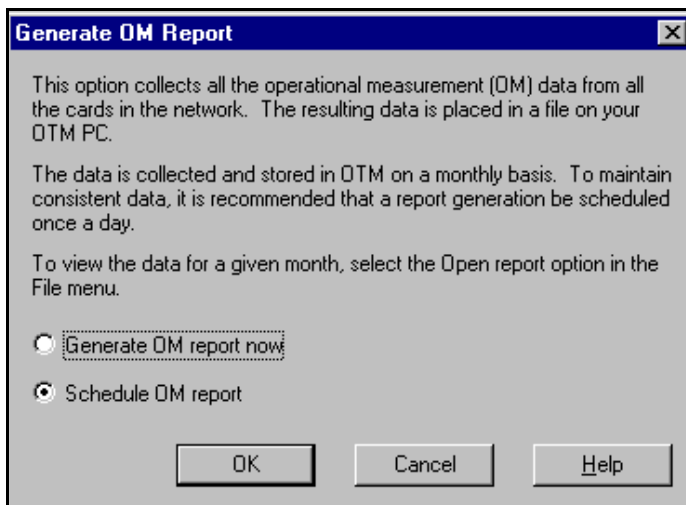 Generate OM Report
This option collects all the operational measurement (OM) data from all
the cards in the network. The resulting data is placed in a file on your
OTM PC.
The data is collected and stored in OTM on a monthly basis. To maintain
consistent data, it is recommended that a report generation be scheduled
once a day.
To view the data for a given month, select the Open report option in the
File menu.
Generate OM report now
Schedule OM report
OK
Cancel
Help